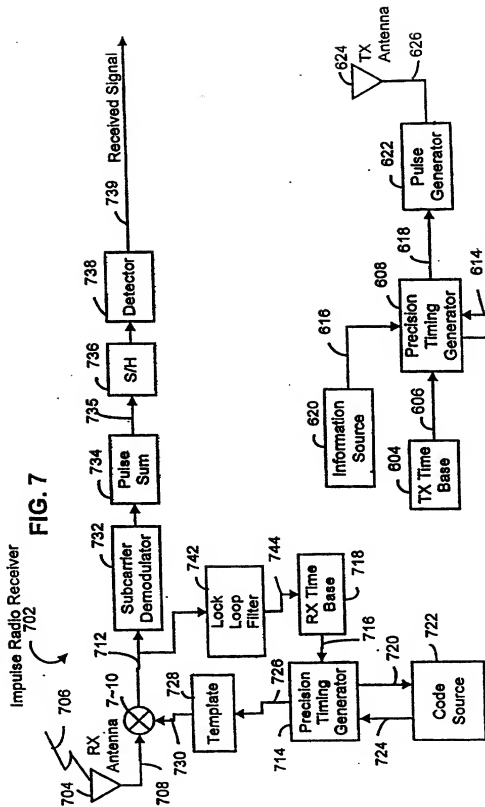 Impulse Radio Receiver
702
FIG. 7
706
704
RX
Antenna
708
7~10
712
732
Subcarrier
Demodulator
734
Pulse
Sum
735
736
S/H
738
Detector
739
Received Signal
730
728
Template
726
742
Lock
Loop
Filter
744
RX Time
Base
718
716
714
Precision
Timing
Generator
720
724
722
Code
Source
620
Information
Source
616
604
TX Time
Base
606
608
Precision
Timing
Generator
614
618
622
Pulse
Generator
624
TX
Antenna
626